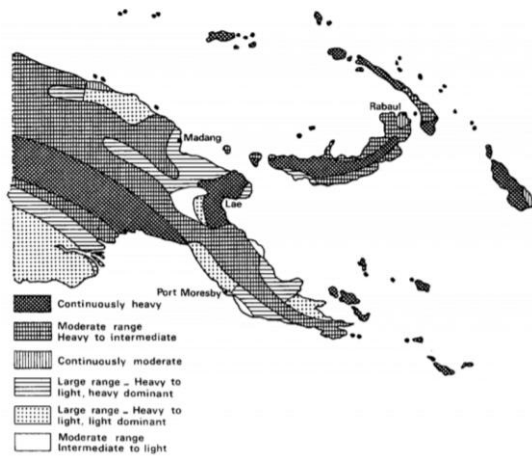 Rabaul
Madang
Lae
Port Moresby
Continuously heavy
Moderate range
Heavy to intermediate
Continuously moderate
Large range _ Heavy to
light, heavy dominant
Large range _ Heavy to
light, light dominant
Moderate range
Intermediate to light